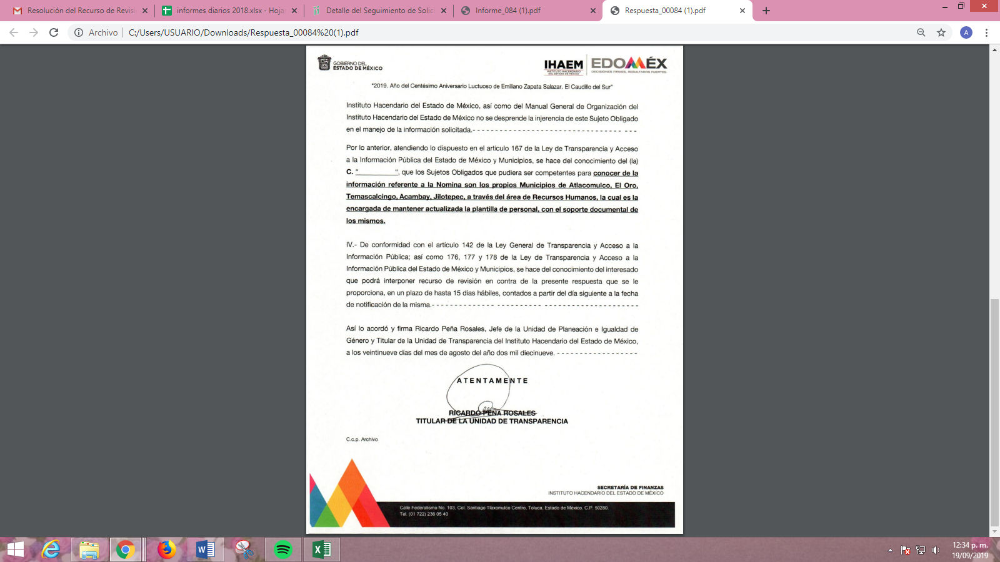 Resolución del Recurso de Revisi
informes diarios 2018.xlsx - Hoja
Detalle del Seguimiento de Solic
Informe_084 (1).pdf
Respuesta_00084 (1).pdf
Archivo
C:/Users/USUARIO/Downloads/Respuesta_00084%20(1).pdf
A
GOBIERNO DEL
ESTADO DE MÉXICO
IHAEM
INSTITUTO HACENDARIO
DEL ESTADO DE MÉXICO
EDOMÉX
DECISIONES FIRMES, RESULTADOS FUERTES.
"2019. Año del Centésimo Aniversario Luctuoso de Emiliano Zapata Salazar. El Caudillo del Sur"
Instituto Hacendario del Estado de México, así como del Manual General de Organización del
Instituto Hacendario del Estado de México no se desprende la injerencia de este Sujeto Obligado
en el manejo de la información solicitada.- - - - - - - - - - - - - - - - - - - - - - - - - - - - - - - - - -
Por lo anterior, atendiendo lo dispuesto en el artículo 167 de la Ley de Transparencia y Acceso
a la Información Pública del Estado de México y Municipios, se hace del conocimiento del (la)
C. "__________", que los Sujetos Obligados que pudiera ser competentes para conocer de la
información referente a la Nomina son los propios Municipios de Atlacomulco, El Oro,
Temascalcingo, Acambay, Jilotepec, a través del área de Recursos Humanos, la cual es la
encargada de mantener actualizada la plantilla de personal, con el soporte documental de
los mismos.
IV.- De conformidad con el artículo 142 de la Ley General de Transparencia y Acceso a la
Información Pública; así como 176, 177 y 178 de la Ley de Transparencia y Acceso a la
Información Pública del Estado de México y Municipios, se hace del conocimiento del interesado
que podrá interponer recurso de revisión en contra de la presente respuesta que se le
proporciona, en un plazo de hasta 15 días hábiles, contados a partir del día siguiente a la fecha
de notificación de la misma.- - - - - - - - - - - - - - - - - - - - - - - - - - - - - - - - - - - - - - - - - -
Así lo acordó y firma Ricardo Peña Rosales, Jefe de la Unidad de Planeación e Igualdad de
Género y Titular de la Unidad de Transparencia del Instituto Hacendario del Estado de México,
a los veintinueve días del mes de agosto del año dos mil diecinueve. - - - - - - - - - - - - - - - - - -
A T E N T A M E N T E
RICARDO PEÑA ROSALES
TITULAR DE LA UNIDAD DE TRANSPARENCIA
C.c.p. Archivo
SECRETARÍA DE FINANZAS
INSTITUTO HACENDARIO DEL ESTADO DE MÉXICO
Calle Federalismo No. 103, Col. Santiago Tlaxomulco Centro, Toluca, Estado de México, C.P. 50280.
Tel. (01 722) 236 05 40
12:34 p. m.
19/09/2019